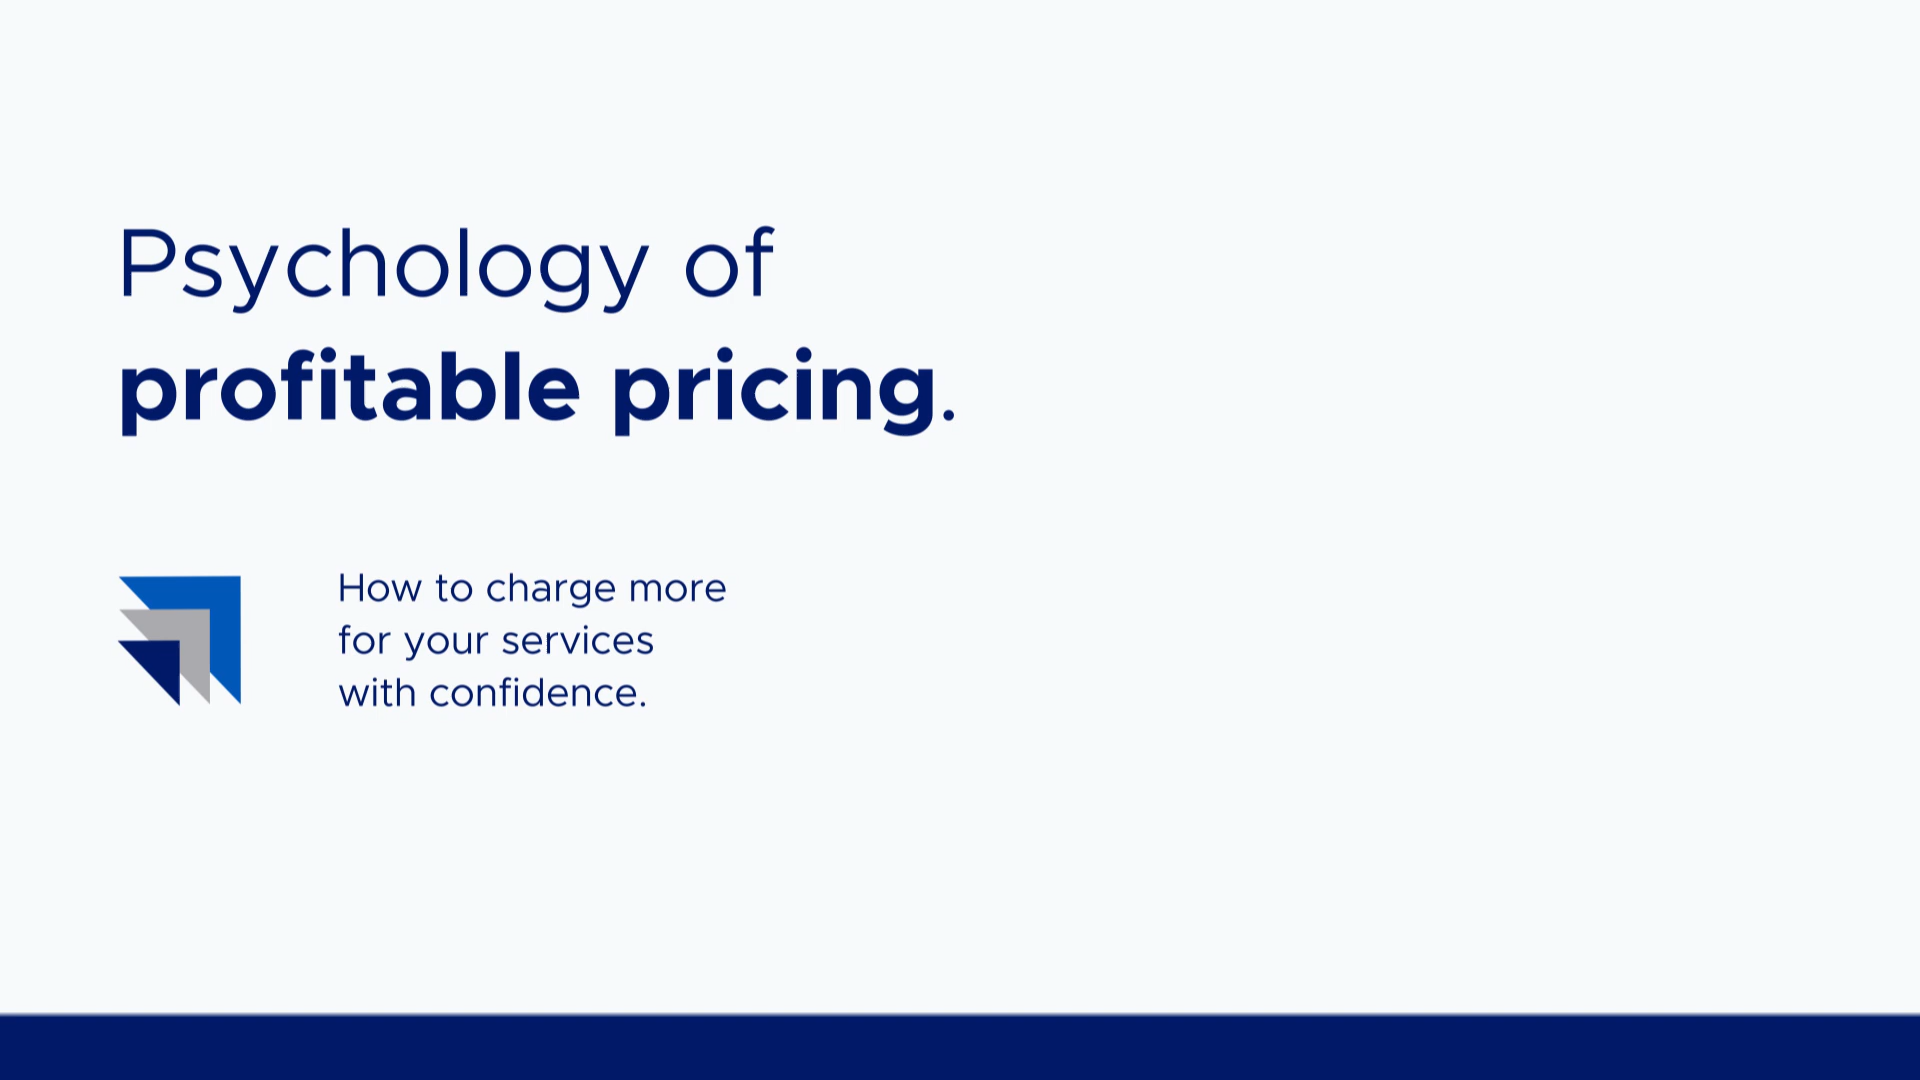 Psychology of
profitable pricing.
How to charge more
for your services
with confidence.